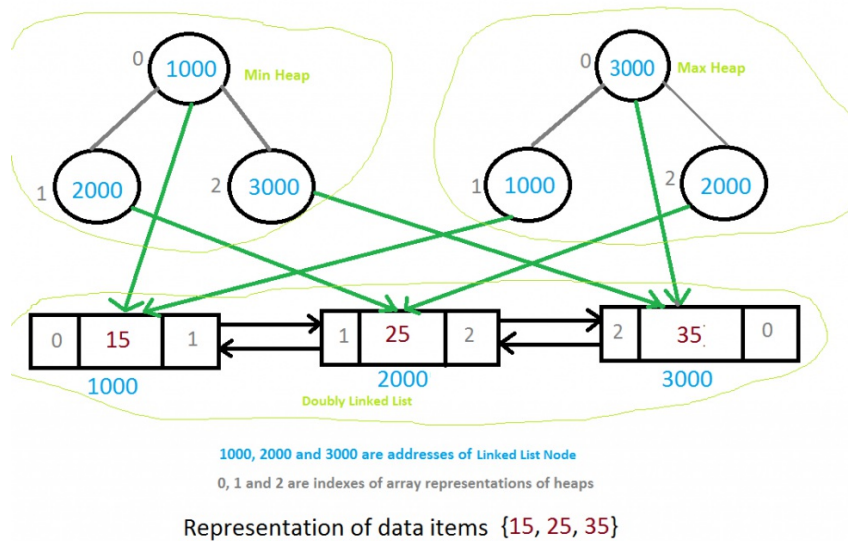 0 1000 Min Heap
1 2000 2 3000
0 3000 Max Heap
1 1000 2 2000
0 15 1
1 25 2
2 35 0
1000 2000 3000
Doubly Linked List
1000, 2000 and 3000 are addresses of Linked List Node
0, 1 and 2 are indexes of array representations of heaps
Representation of data items {15, 25, 35}